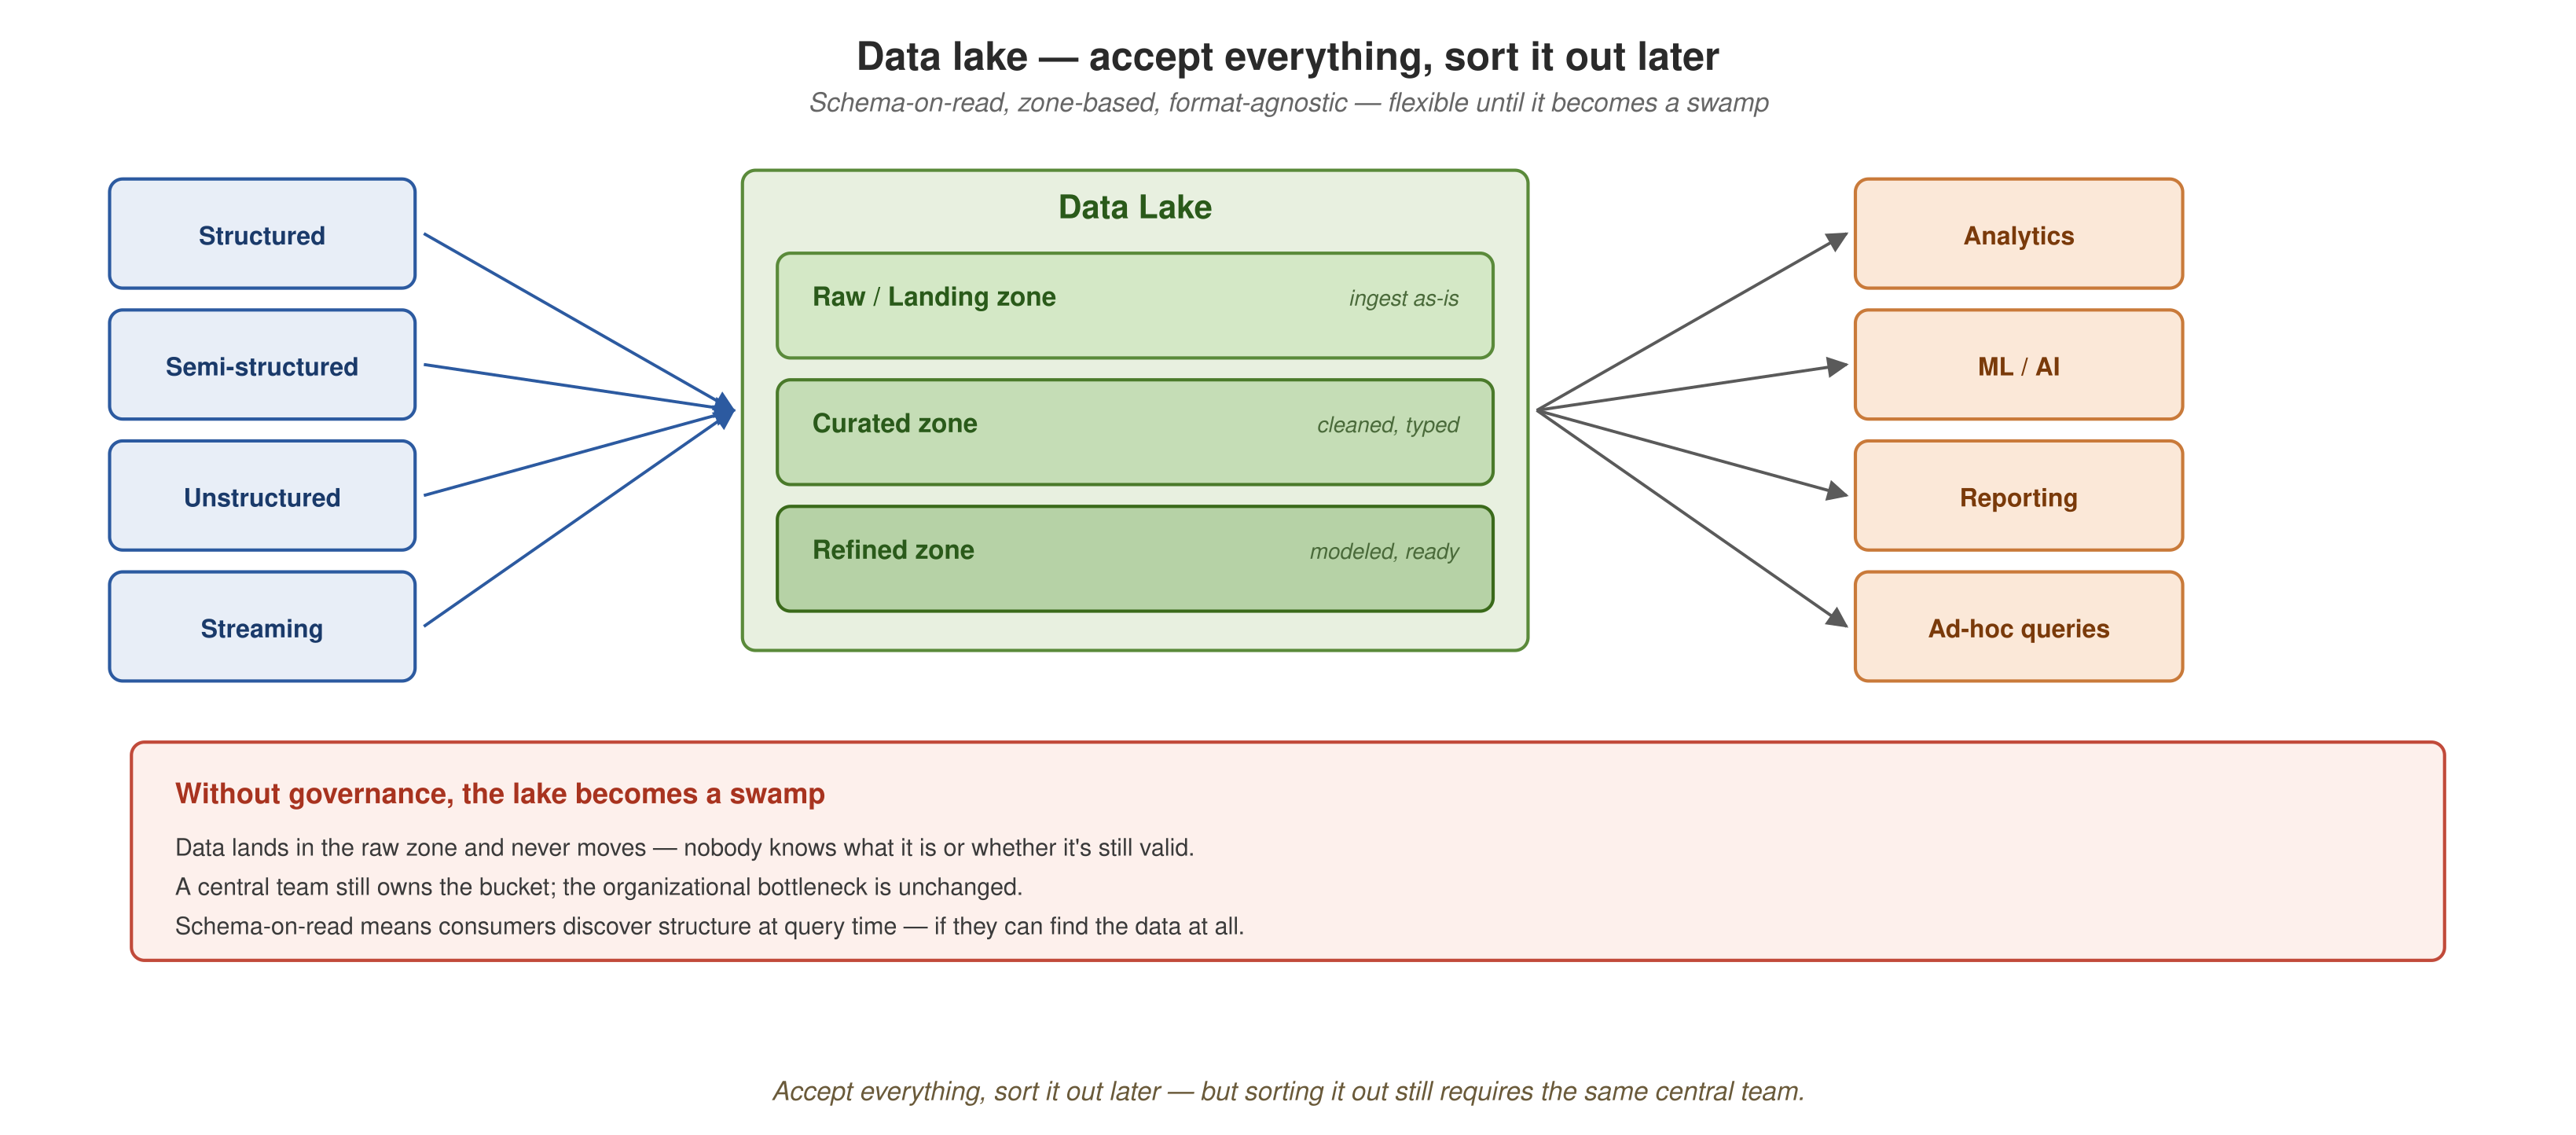 Data lake — accept everything, sort it out later
Schema-on-read, zone-based, format-agnostic — flexible until it becomes a swamp
Structured
Semi-structured
Unstructured
Streaming
Data Lake
Raw / Landing zone
ingest as-is
Curated zone
cleaned, typed
Refined zone
modeled, ready
Analytics
ML / AI
Reporting
Ad-hoc queries
Without governance, the lake becomes a swamp
Data lands in the raw zone and never moves — nobody knows what it is or whether it's still valid.
A central team still owns the bucket; the organizational bottleneck is unchanged.
Schema-on-read means consumers discover structure at query time — if they can find the data at all.
Accept everything, sort it out later — but sorting it out still requires the same central team.